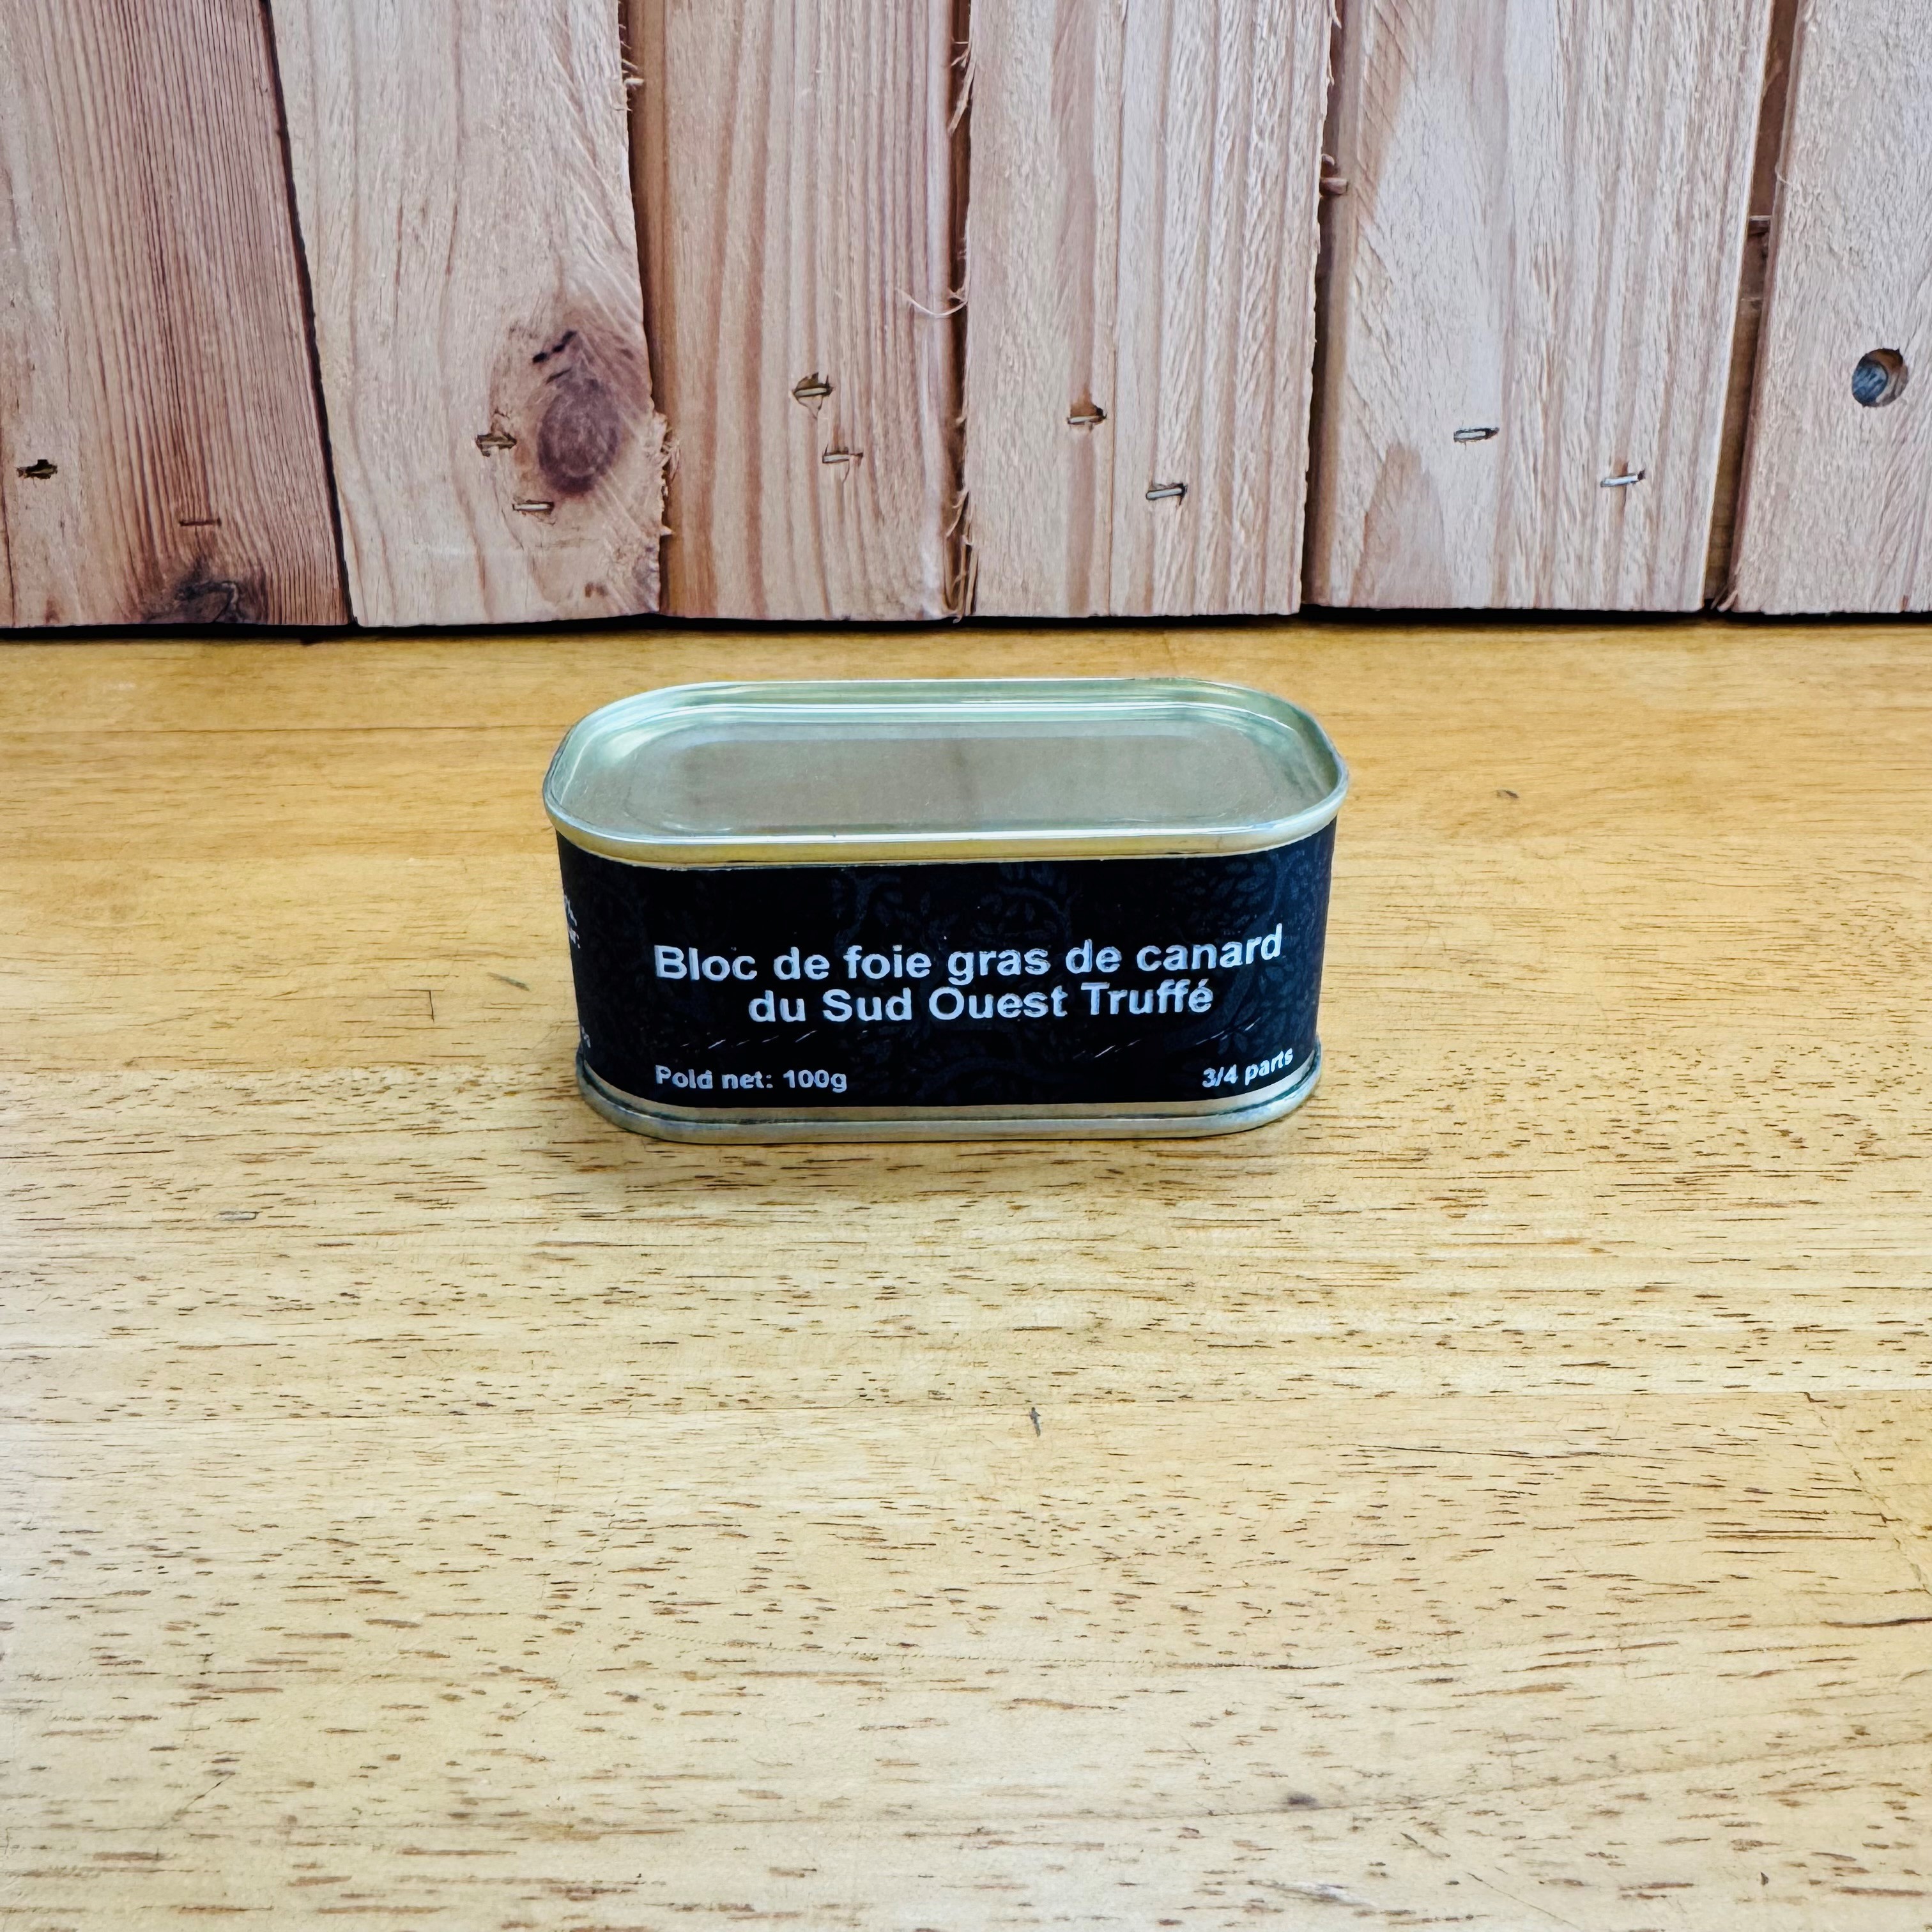 Bloc de foie gras de canard
du Sud Ouest Truffé
Poid net: 100g
3/4 parts